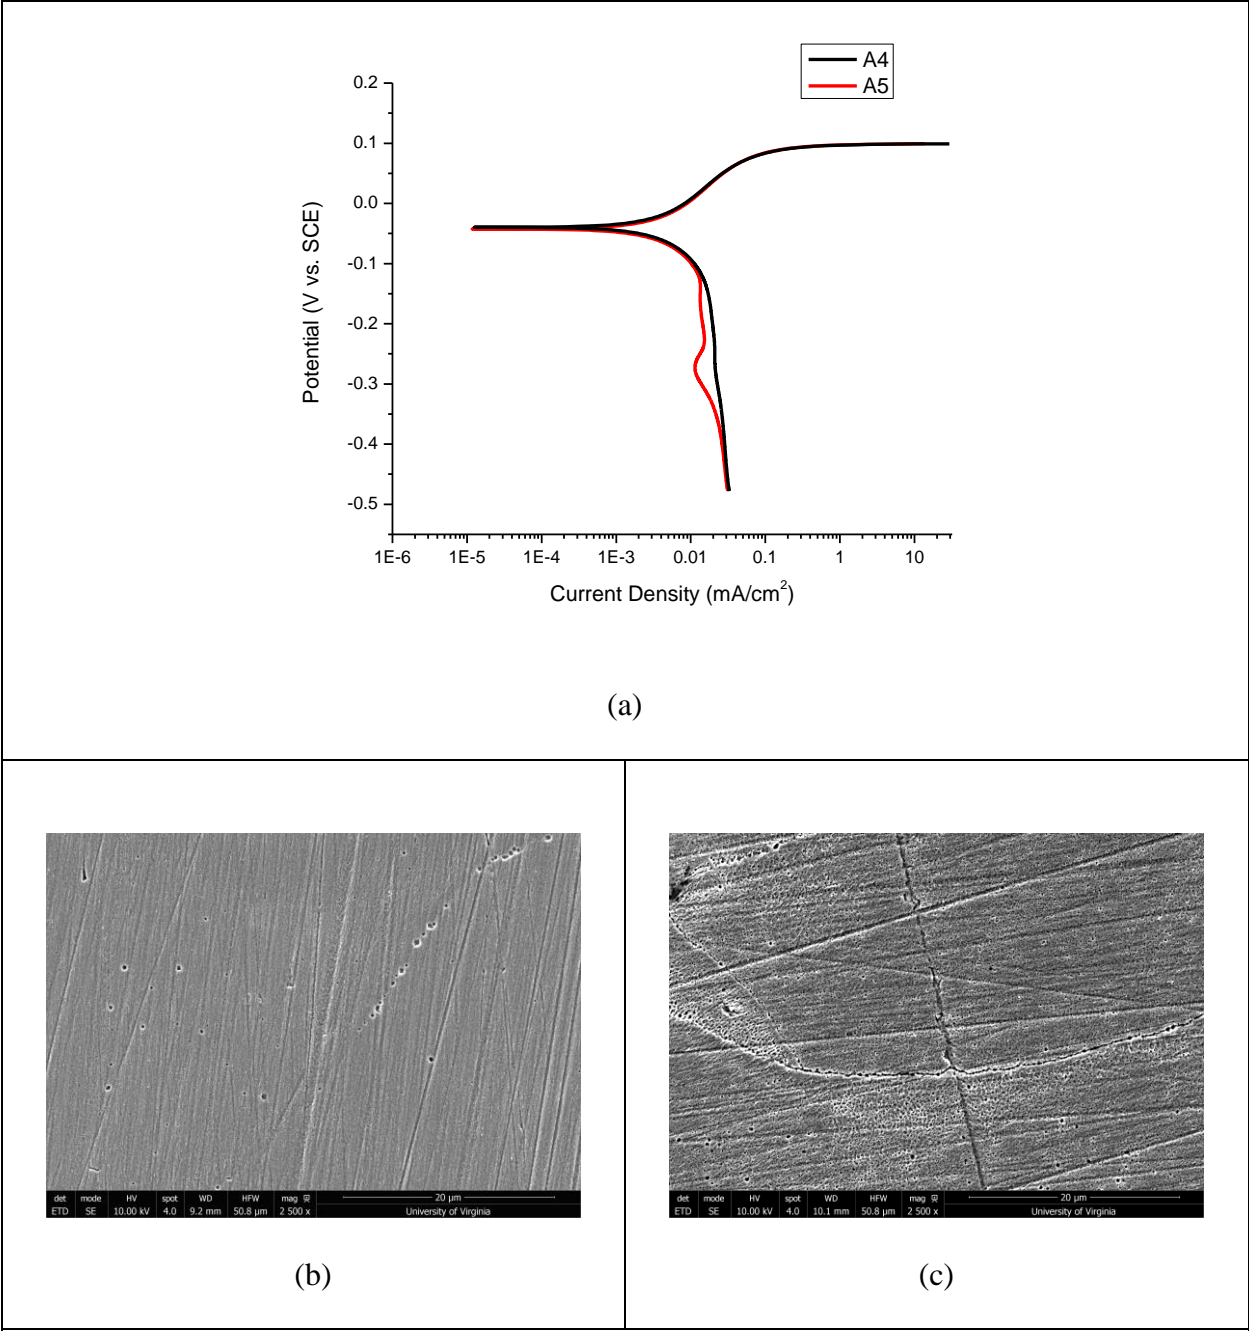 A4
A5
0.2
0.1
0.0
-0.1
-0.2
-0.3
-0.4
-0.5
Potential (V vs. SCE)
1E-6 1E-5 1E-4 1E-3 0.01 0.1 1 10
Current Density (mA/cm²)
(a)
det mode HV spot WD HFW mag 20 µm
ETD SE 10.00 kV 4.0 9.2 mm 50.8 µm 2 500 x University of Virginia
det mode HV spot WD HFW mag 20 µm
ETD SE 10.00 kV 4.0 10.1 mm 50.8 µm 2 500 x University of Virginia
(b) (c)